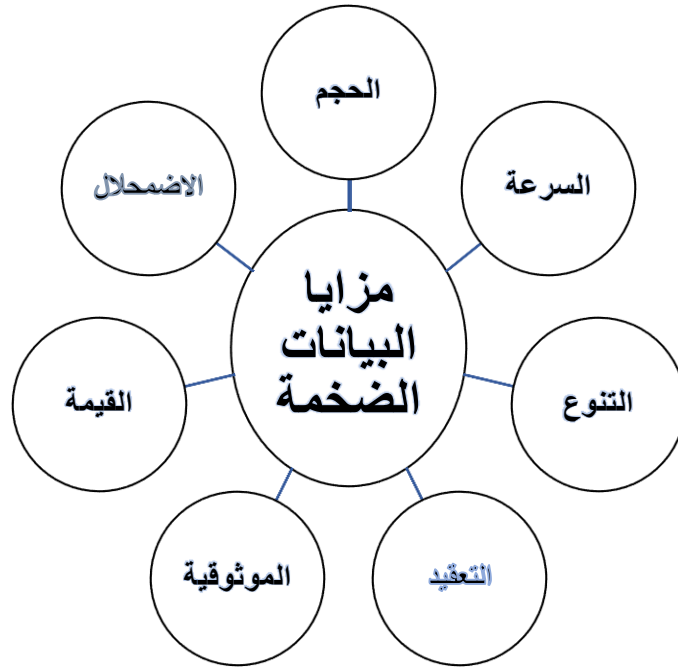 مزايا
البيانات
الضخمة
الحجم
السرعة
التنوع
التعقيد
الموثوقية
القيمة
الاضمحلال